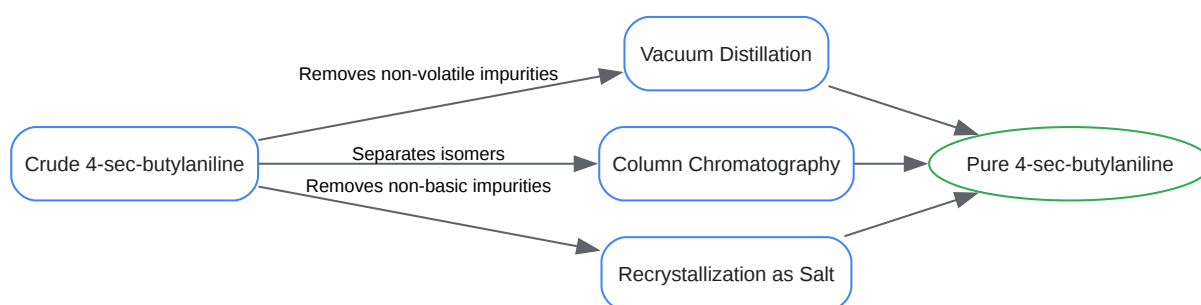 Vacuum Distillation
Removes non-volatile impurities
Crude 4-sec-butylaniline
Separates isomers
Column Chromatography
Pure 4-sec-butylaniline
Removes non-basic impurities
Recrystallization as Salt